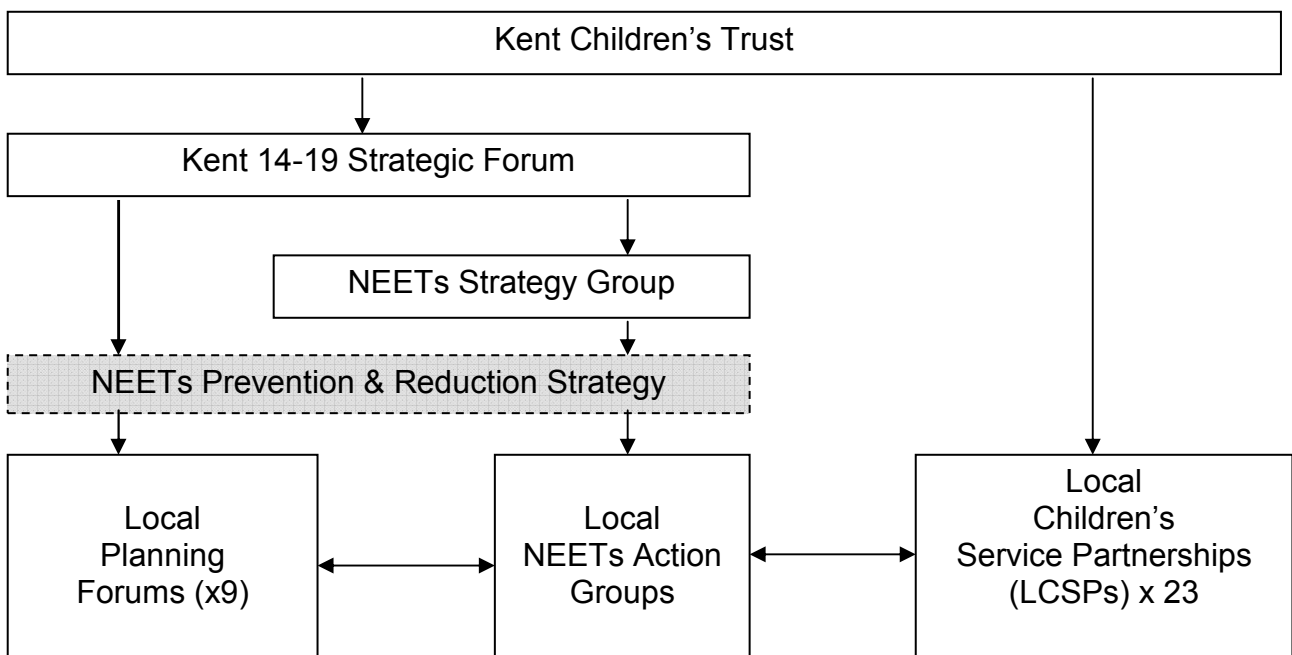 Kent Children’s Trust
Kent 14-19 Strategic Forum
NEETs Strategy Group
NEETs Prevention & Reduction Strategy
Local
Planning
Forums (x9)
Local
NEETs Action
Groups
Local
Children’s
Service Partnerships
(LCSPs) x 23